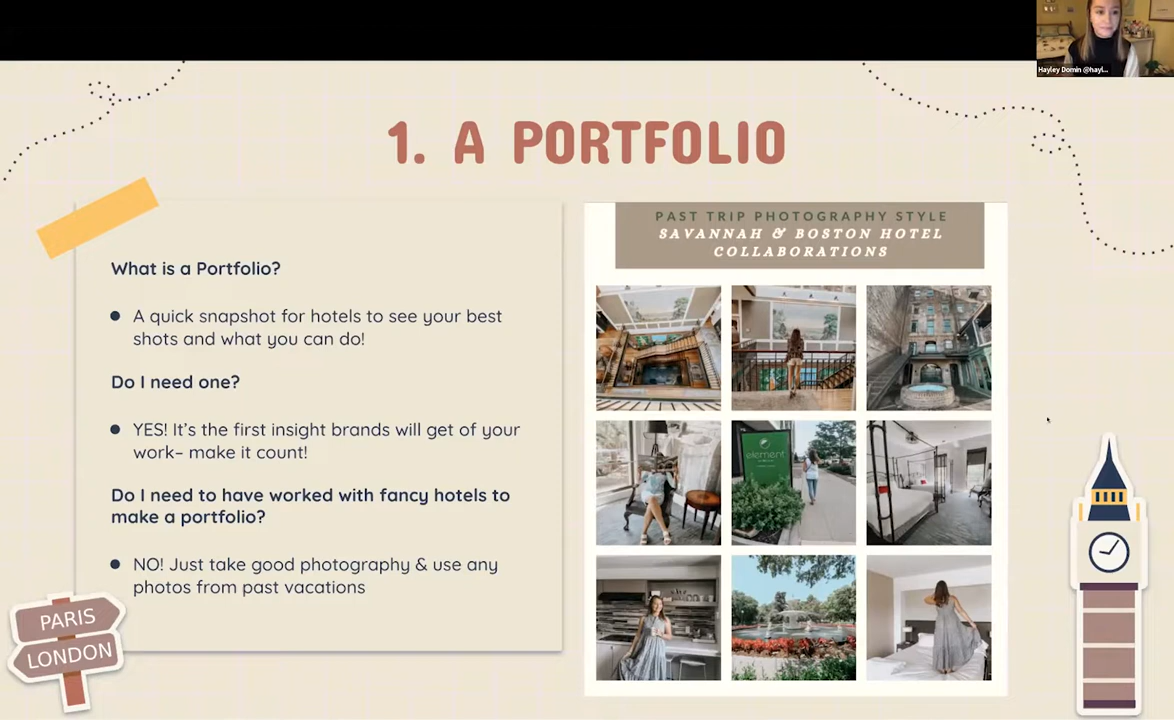 Hayley Domin @hayl...
1. A PORTFOLIO
What is a Portfolio?
A quick snapshot for hotels to see your best
shots and what you can do!
Do I need one?
YES! It's the first insight brands will get of your
work– make it count!
Do I need to have worked with fancy hotels to
make a portfolio?
NO! Just take good photography & use any
photos from past vacations
PAST TRIP PHOTOGRAPHY STYLE
SAVANNAH & BOSTON HOTEL
COLLABORATIONS
element
PARIS
LONDON